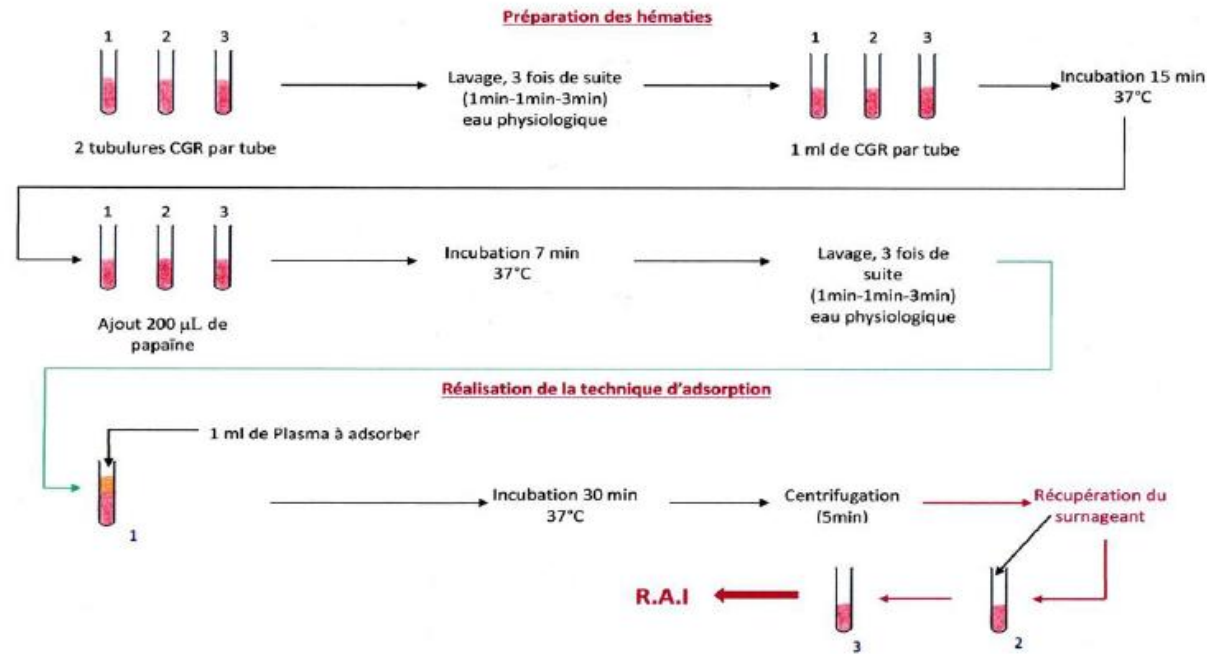 Préparation des hématies
1 2 3
2 tubulures CGR par tube
Lavage, 3 fois de suite
(1min-1min-3min)
eau physiologique
1 2 3
1 ml de CGR par tube
Incubation 15 min
37°C
1 2 3
Ajout 200 µL de
papaïne
Incubation 7 min
37°C
Lavage, 3 fois de
suite
(1min-1min-3min)
eau physiologique
Réalisation de la technique d'adsorption
1 ml de Plasma à adsorber
1
Incubation 30 min
37°C
Centrifugation
(5min)
Récupération du
surnageant
2
3
R.A.I